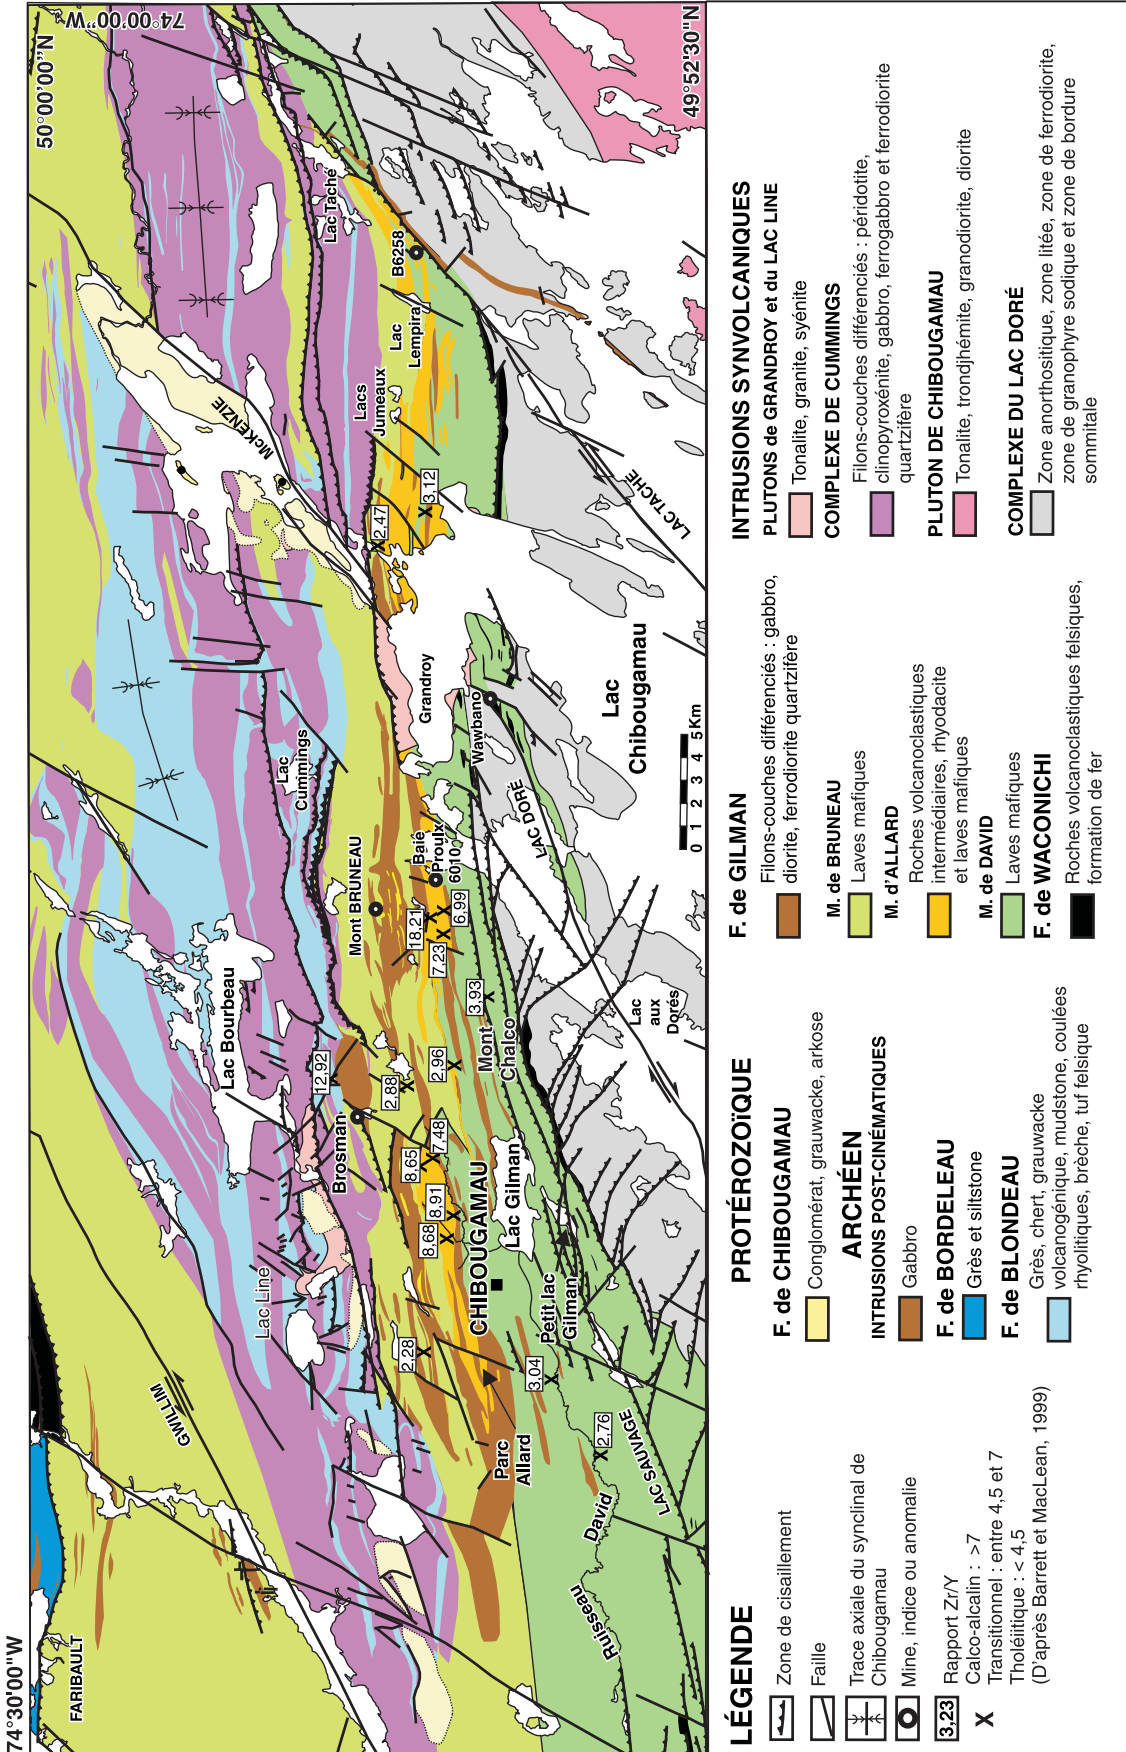 74°30'00"W
50°00'00"N
74°00'00"W
49°52'30"N
FARIBAULT
GWILLIM
McKENZIE
Lac Line
Lac Bourbeau
Lac
Cummings
Lac Taché
Lacs
Jumeaux
Lac
Lempira
B6258
Brosman
Mont BRUNEAU
Baie
Proulx
6010
Grandroy
Wawbano
LAC DORÉ
Lac
Chibougamau
LAC TACHÉ
Parc
Allard
CHIBOUGAMAU
Lac Gilman
Petit lac
Gilman
Mont
Chalco
Lac
aux
Dorés
Ruisseau
David
LAC SAUVAGE
2,28
8,68
8,91
8,65
7,48
2,88
12,92
2,96
3,93
7,23
18,21
6,99
2,47
3,12
3,04
2,76
0 1 2 3 4 5 Km
LÉGENDE
Zone de cisaillement
Faille
Trace axiale du synclinal de
Chibougamau
Mine, indice ou anomalie
3,23
X
Rapport Zr/Y
Calco-alcalin : >7
Transitionnel : entre 4,5 et 7
Tholéiitique : < 4,5
(D'après Barrett et MacLean, 1999)
PROTÉROZOÏQUE
F. de CHIBOUGAMAU
Conglomérat, grauwacke, arkose
ARCHÉEN
INTRUSIONS POST-CINÉMATIQUES
Gabbro
F. de BORDELEAU
Grès et siltstone
F. de BLONDEAU
Grès, chert, grauwacke
volcanogénique, mudstone, coulées
rhyolitiques, brèche, tuf felsique
F. de GILMAN
Filons-couches différenciés : gabbro,
diorite, ferrodiorite quartzifère
M. de BRUNEAU
Laves mafiques
M. d'ALLARD
Roches volcanoclastiques
intermédiaires, rhyodacite
et laves mafiques
M. de DAVID
Laves mafiques
F. de WACONICHI
Roches volcanoclastiques felsiques,
formation de fer
INTRUSIONS SYNVOLCANIQUES
PLUTONS de GRANDROY et du LAC LINE
Tonalite, granite, syénite
COMPLEXE DE CUMMINGS
Filons-couches différenciés : péridotite,
clinopyroxénite, gabbro, ferrogabbro et ferrodiorite
quartzifère
PLUTON DE CHIBOUGAMAU
Tonalite, trondjhémite, granodiorite, diorite
COMPLEXE DU LAC DORÉ
Zone anorthositique, zone litée, zone de ferrodiorite,
zone de granophyre sodique et zone de bordure
sommitale